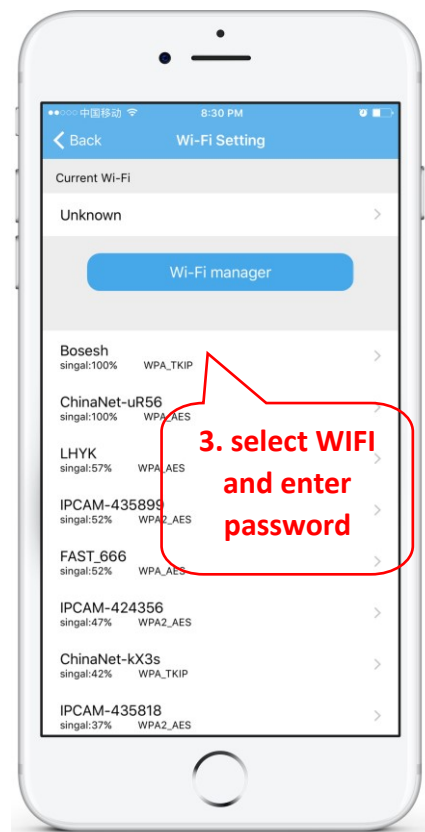 中国移动 8:30 PM
Back Wi-Fi Setting
Current Wi-Fi
Unknown
Wi-Fi manager
Bosesh
singal:100% WPA_TKIP
ChinaNet-uR56
singal:100% WPA_AES
LHYK
singal:57% WPA_AES
IPCAM-435899
singal:52% WPA2_AES
FAST_666
singal:52% WPA_AES
IPCAM-424356
singal:47% WPA2_AES
ChinaNet-kX3s
singal:42% WPA_TKIP
IPCAM-435818
singal:37% WPA2_AES
3. select WIFI
and enter
password